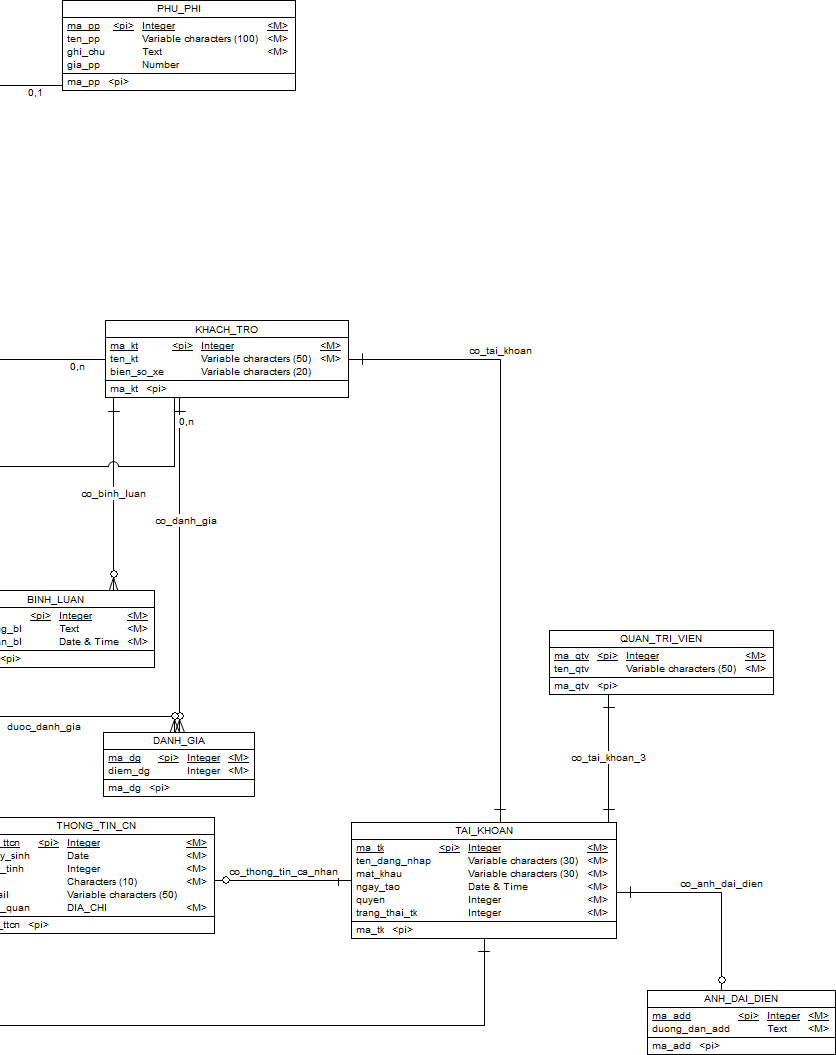 PHU_PHI
ma_pp <pi> Integer <M>
ten_pp Variable characters (100) <M>
ghi_chu Text <M>
gia_pp Number
ma_pp <pi>
0,1
KHACH_TRO
ma_kt <pi> Integer <M>
ten_kt Variable characters (50) <M>
bien_so_xe Variable characters (20)
ma_kt <pi>
0,n
co_tai_khoan
0,n
co_binh_luan
co_danh_gia
BINH_LUAN
<pi> Integer <M>
g_bl Text <M>
n_bl Date & Time <M>
<pi>
duoc_danh_gia
DANH_GIA
ma_dg <pi> Integer <M>
diem_dg Integer <M>
ma_dg <pi>
QUAN_TRI_VIEN
ma_qtv <pi> Integer <M>
ten_qtv Variable characters (50) <M>
ma_qtv <pi>
co_tai_khoan_3
THONG_TIN_CN
_ttcn <pi> Integer <M>
y_sinh Date <M>
_tinh Integer <M>
Characters (10) <M>
ail Variable characters (50)
_quan DIA_CHI <M>
_ttcn <pi>
co_thong_tin_ca_nhan
TAI_KHOAN
ma_tk <pi> Integer <M>
ten_dang_nhap Variable characters (30) <M>
mat_khau Variable characters (30) <M>
ngay_tao Date & Time <M>
quyen Integer <M>
trang_thai_tk Integer <M>
ma_tk <pi>
co_anh_dai_dien
ANH_DAI_DIEN
ma_add <pi> Integer <M>
duong_dan_add Text <M>
ma_add <pi>